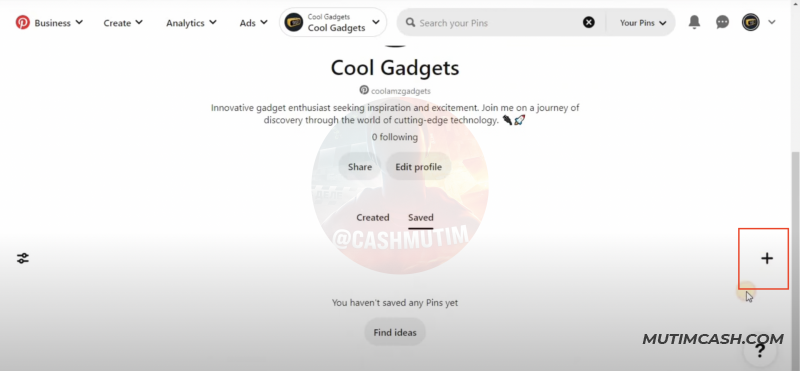 Business
Create
Analytics
Ads
Cool Gadgets
Cool Gadgets
Search your Pins
Your Pins
Cool Gadgets
coolamzgadgets
Innovative gadget enthusiast seeking inspiration and excitement. Join me on a journey of
discovery through the world of cutting-edge technology.
0 following
Share
Edit profile
Created
Saved
@CASHMUTIM
You haven't saved any Pins yet
Find ideas
MUTIMCASH.COM
?